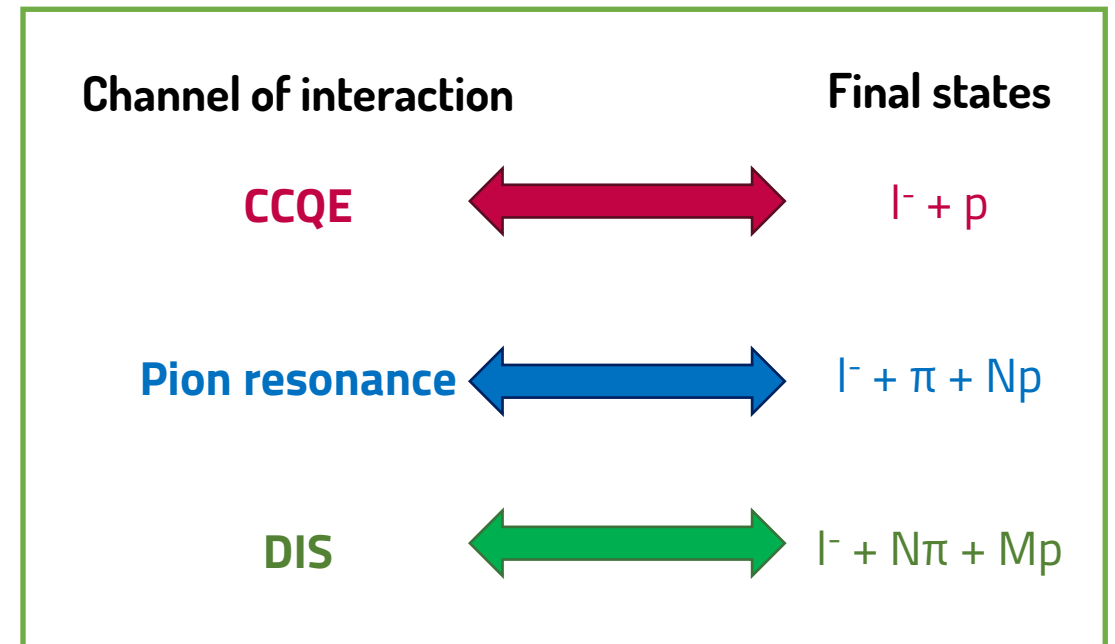 Channel of interaction Final states
CCQE l⁻ + p
Pion resonance l⁻ + π + Np
DIS l⁻ + Nπ + Mp